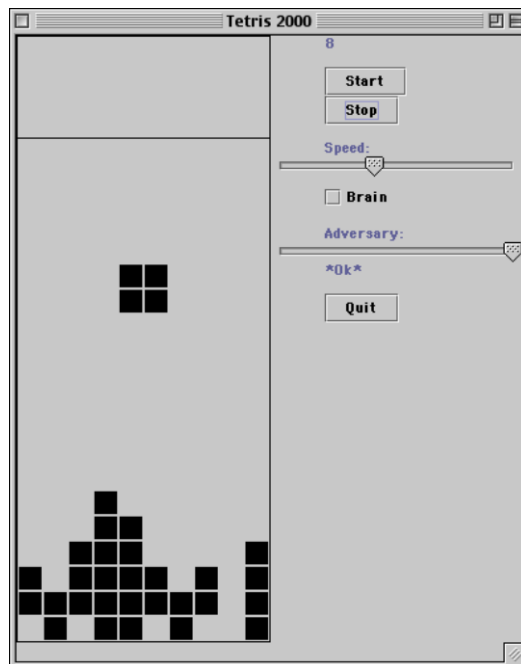 Tetris 2000
8
Start
Stop
Speed:
Brain
Adversary:
*Ok*
Quit